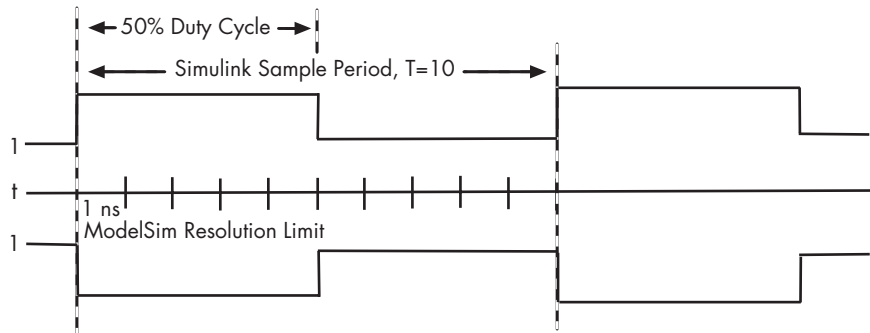 50% Duty Cycle
Simulink Sample Period, T=10
1
t
1 ns
ModelSim Resolution Limit
1